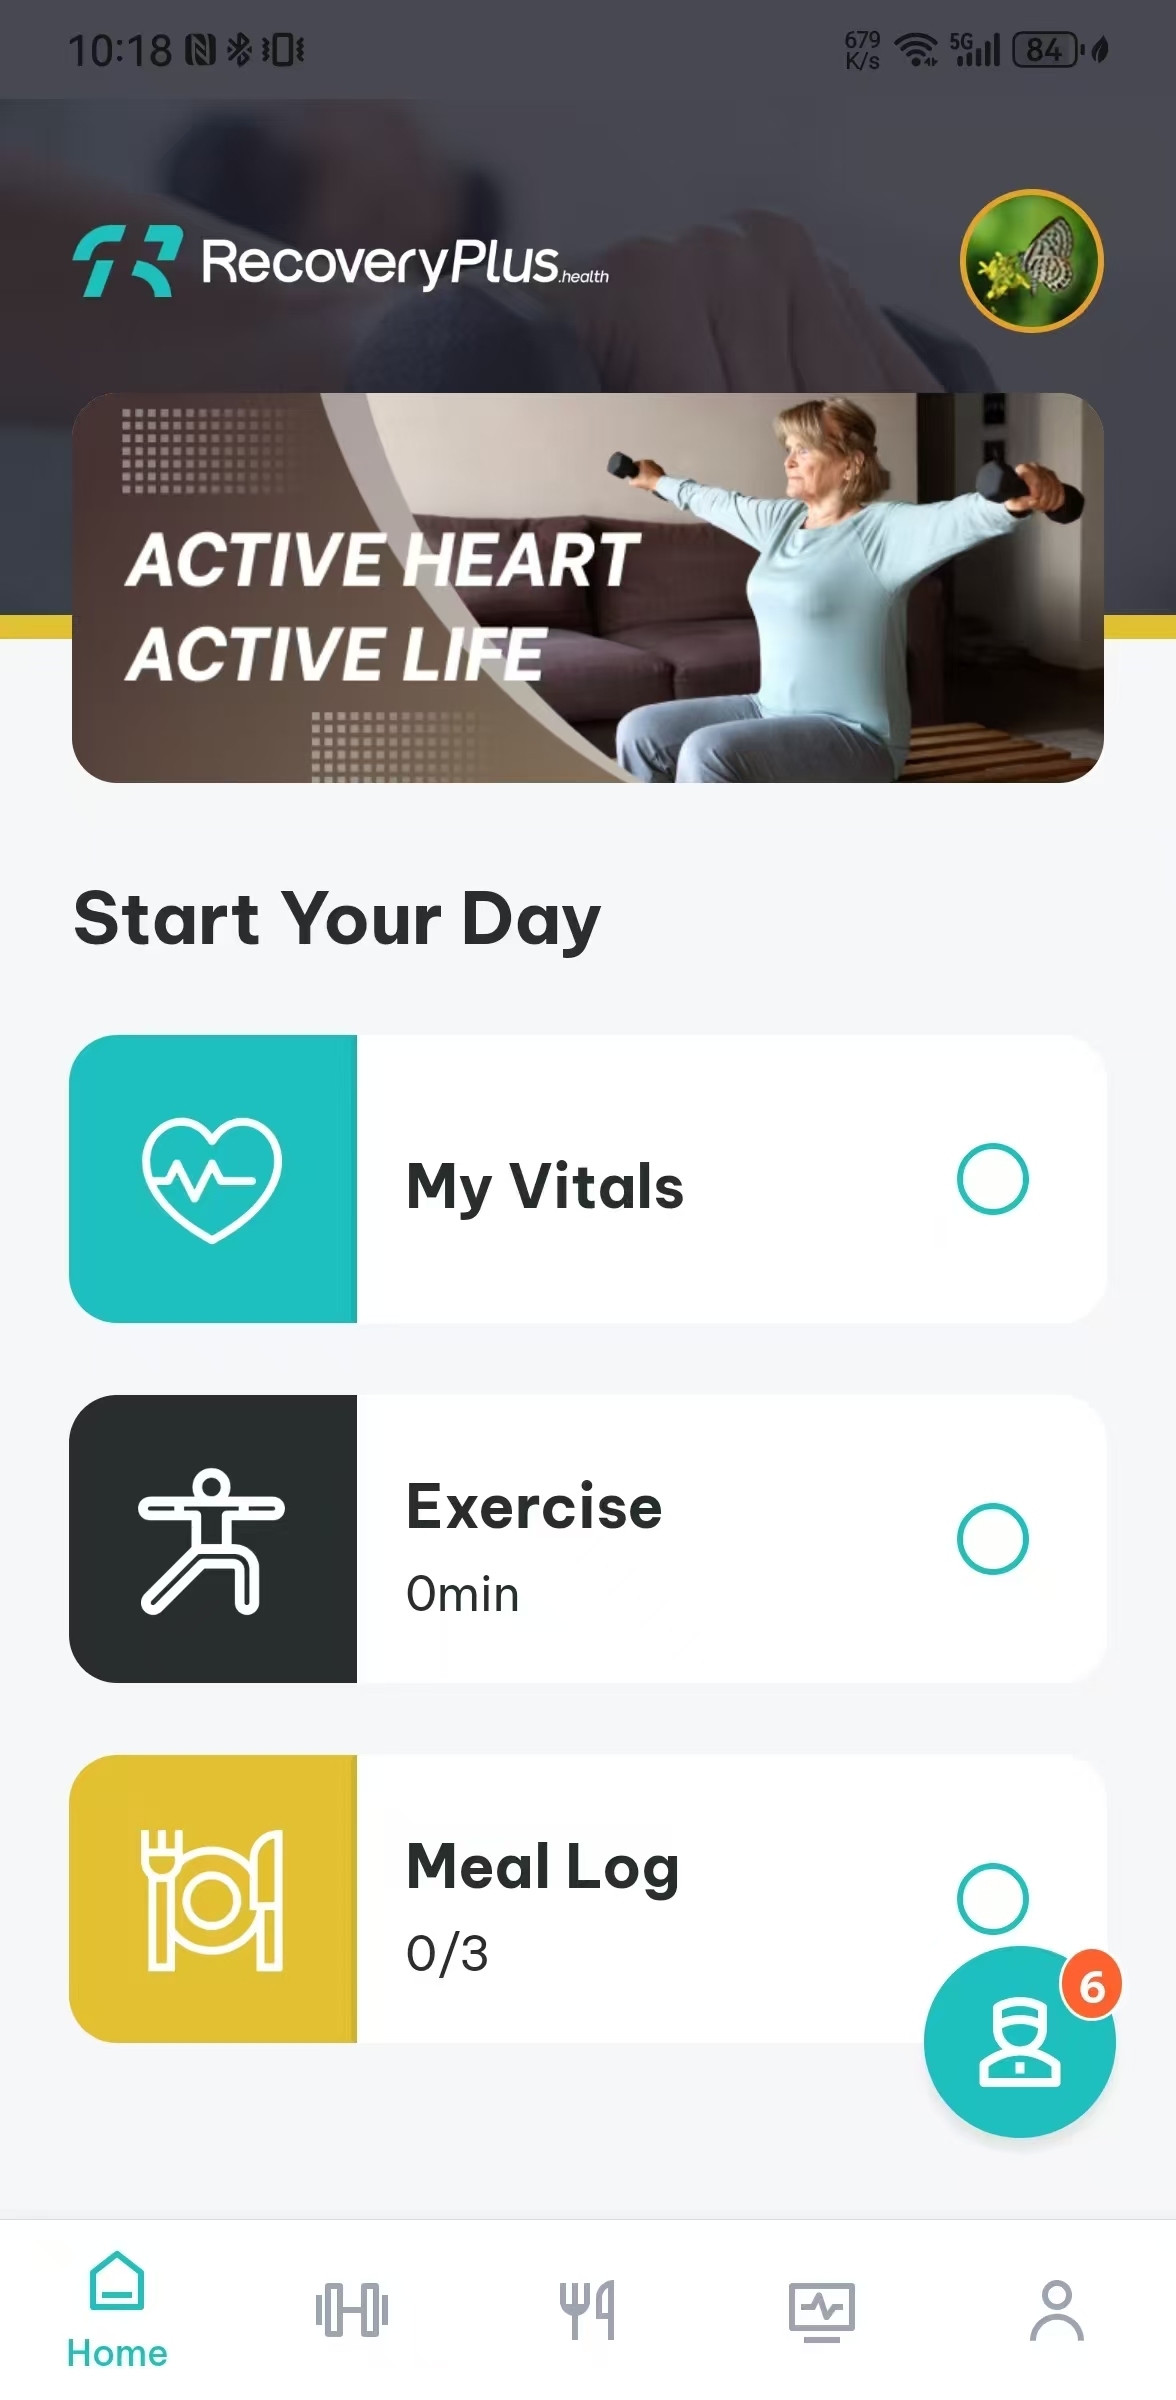 10:18
679
K/s
5G
84
RecoveryPlus.health
ACTIVE HEART
ACTIVE LIFE
Start Your Day
My Vitals
Exercise
0min
Meal Log
0/3
6
Home